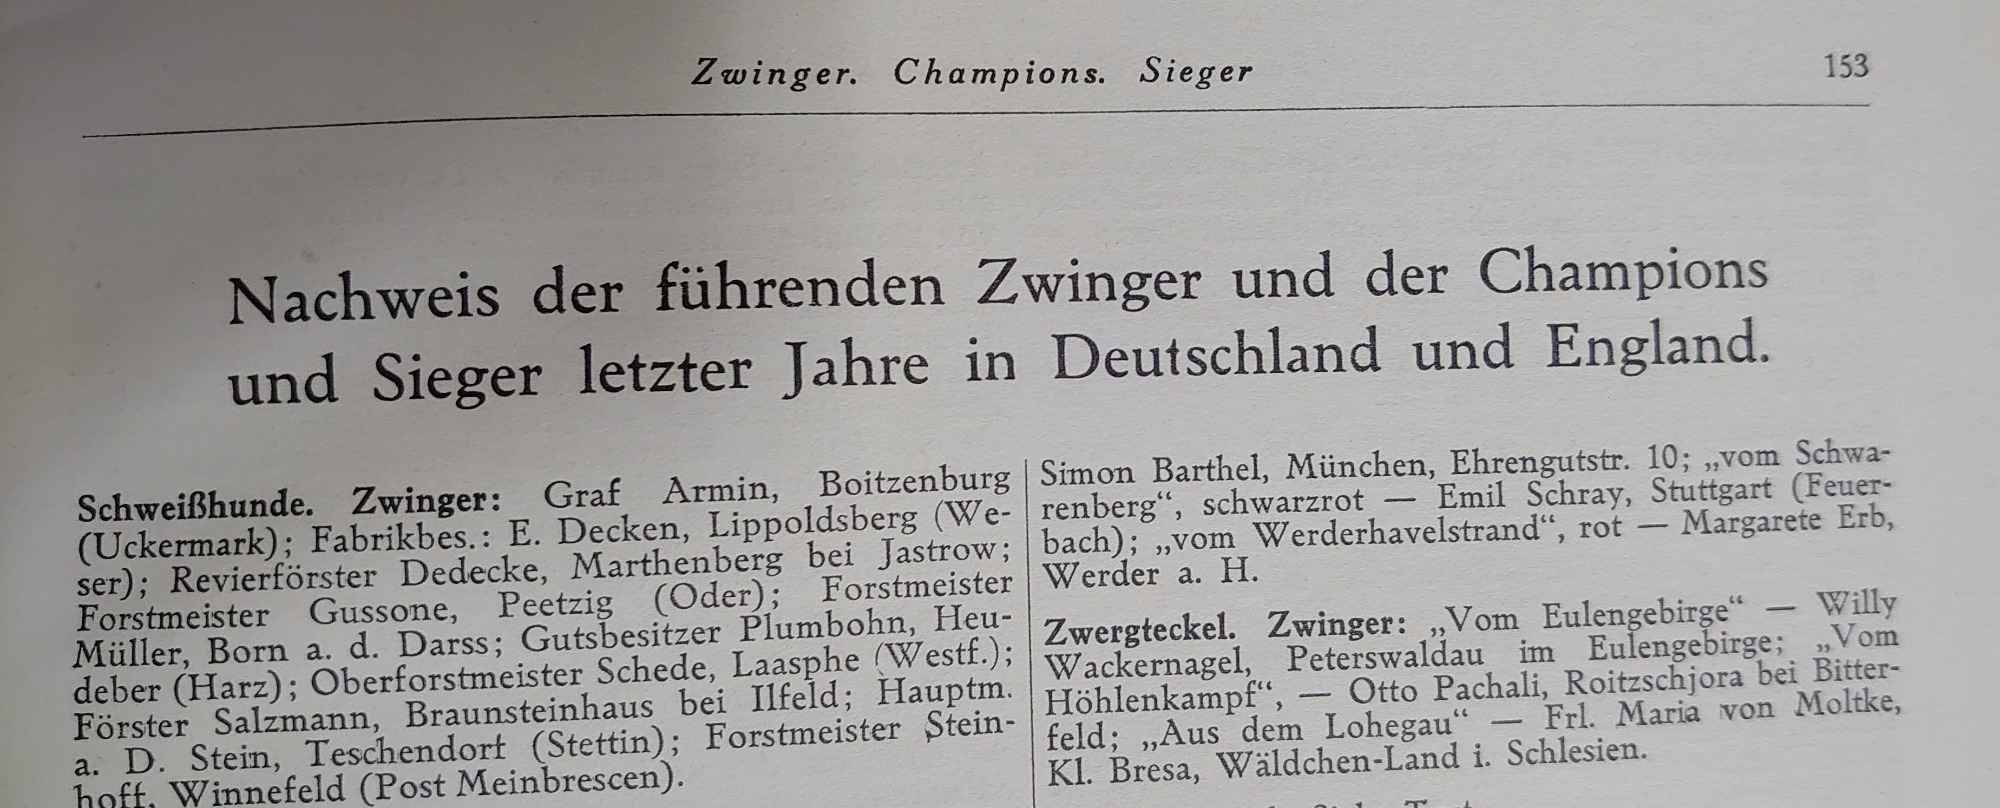 Zwinger. Champions. Sieger
153
Nachweis der führenden Zwinger und der Champions
und Sieger letzter Jahre in Deutschland und England.
Schweißhunde. Zwinger: Graf Armin, Boitzenburg
(Uckermark); Fabrikbes.: E. Decken, Lippoldsberg (We-
ser); Revierförster Dedecke, Marthenberg bei Jastrow;
Forstmeister Gussone, Peetzig (Oder); Forstmeister
Müller, Born a. d. Darss; Gutsbesitzer Plumbohn, Heu-
deber (Harz); Oberforstmeister Schede, Laasphe (Westf.);
Förster Salzmann, Braunsteinhaus bei Ilfeld; Hauptm.
a. D. Stein, Teschendorf (Stettin); Forstmeister Stein-
hoff, Winnefeld (Post Meinbrescen).
Simon Barthel, München, Ehrengutstr. 10; „vom Schwa-
renberg“, schwarzrot — Emil Schray, Stuttgart (Feuer-
bach); „vom Werderhavelstrand“, rot — Margarete Erb,
Werder a. H.
Zwergteckel. Zwinger: „Vom Eulengebirge“ — Willy
Wackernagel, Peterswaldau im Eulengebirge; „Vom
Höhlenkampf“, — Otto Pachali, Roitzschjora bei Bitter-
feld; „Aus dem Lohegau“ — Frl. Maria von Moltke,
Kl. Bresa, Wäldchen-Land i. Schlesien.